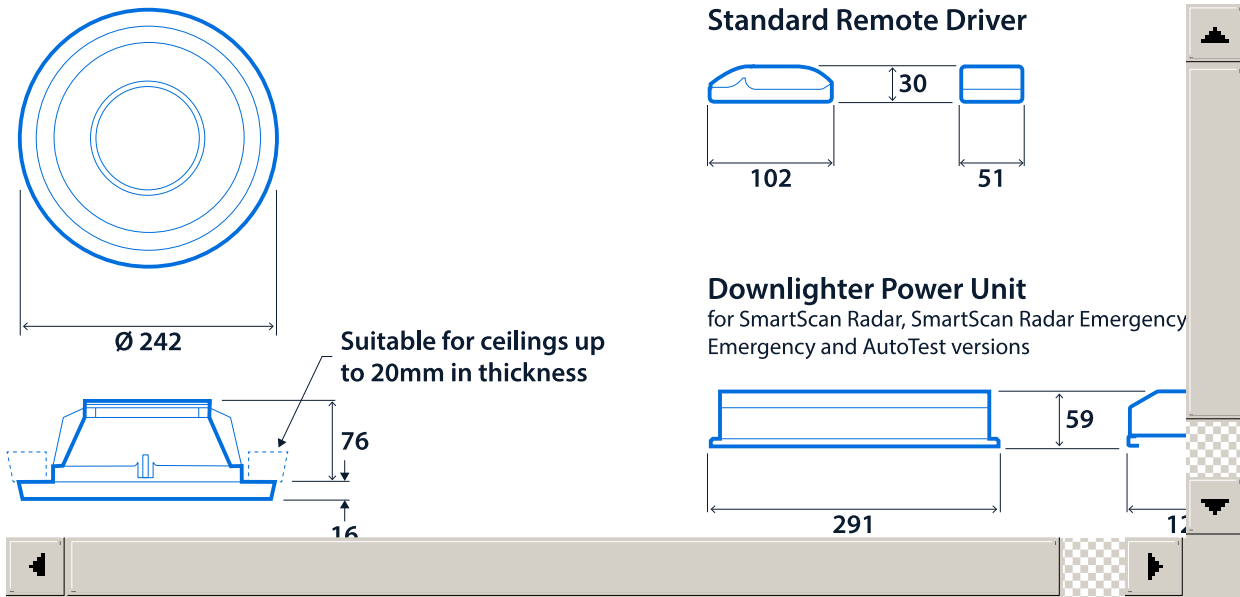 Standard Remote Driver
30
102
51
Ø 242
Downlighter Power Unit
for SmartScan Radar, SmartScan Radar Emergency
Emergency and AutoTest versions
Suitable for ceilings up
to 20mm in thickness
76
16
59
291